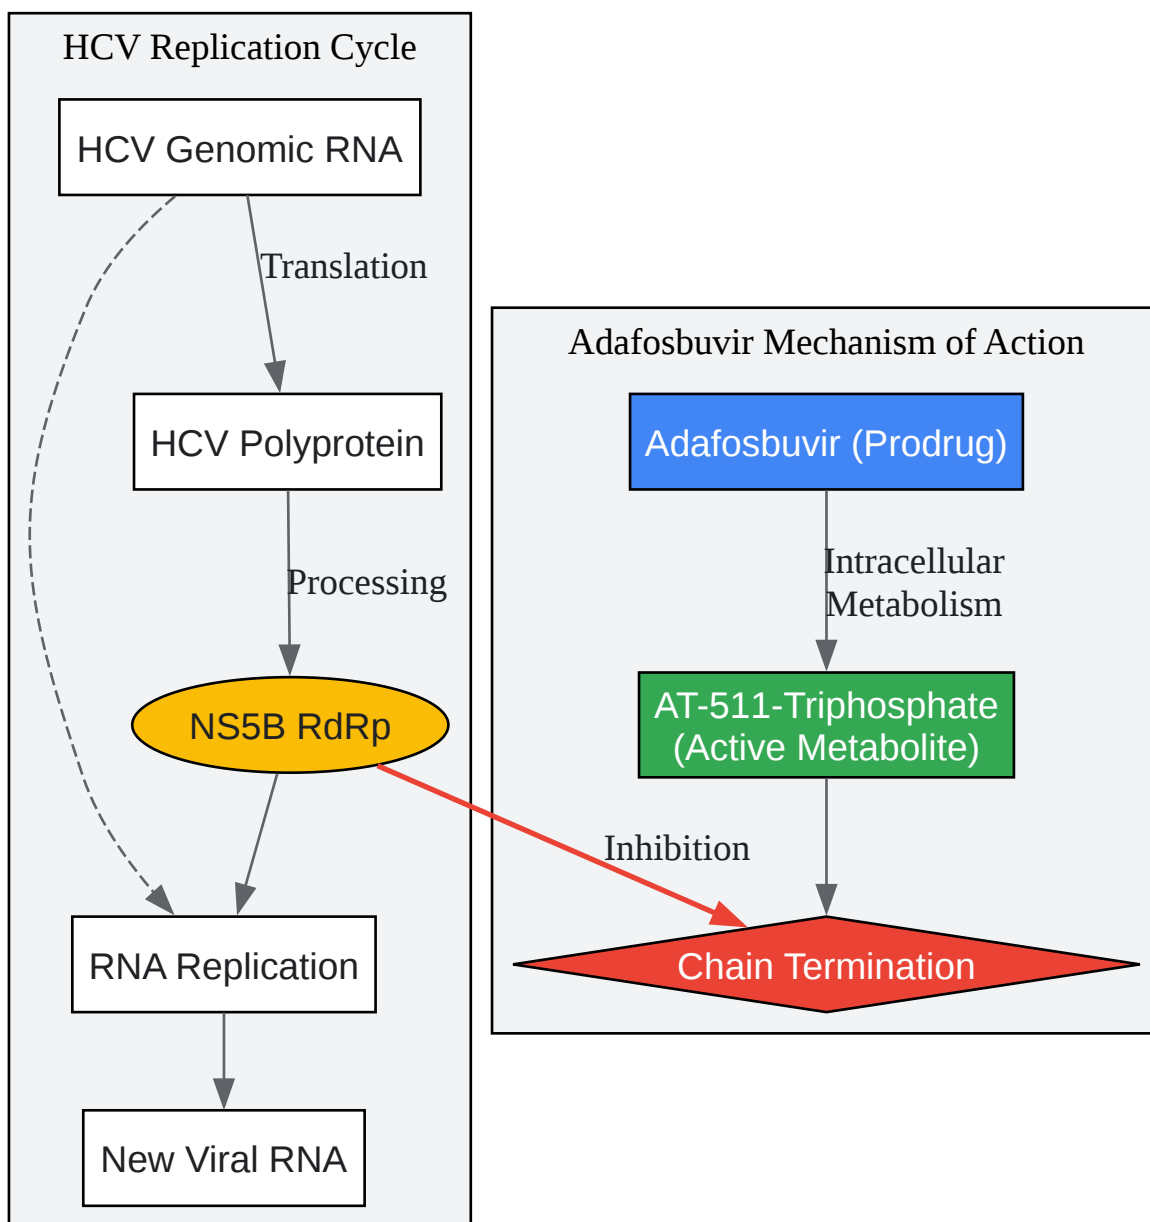 HCV Replication Cycle
HCV Genomic RNA
Translation
HCV Polyprotein
Processing
NS5B RdRp
RNA Replication
New Viral RNA
Adafosbuvir Mechanism of Action
Adafosbuvir (Prodrug)
Intracellular
Metabolism
AT-511-Triphosphate
(Active Metabolite)
Inhibition
Chain Termination